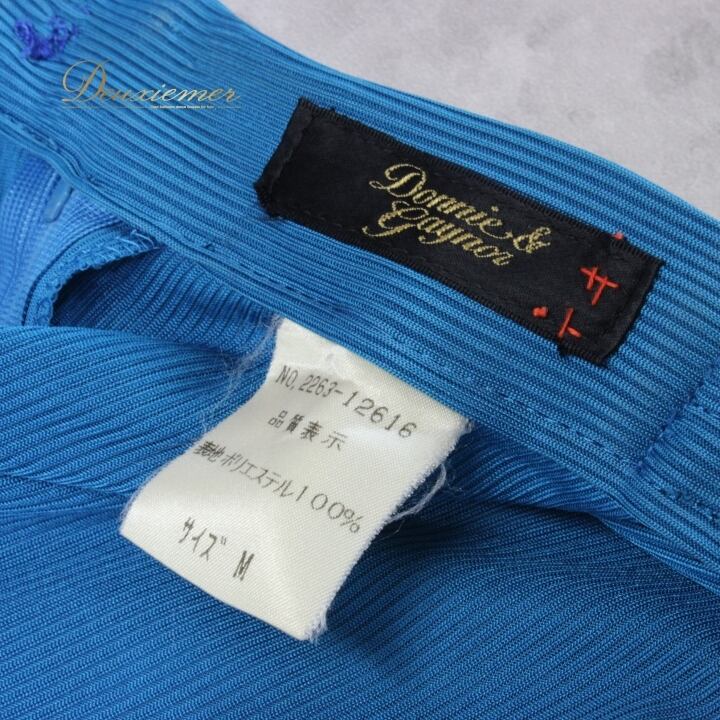 Deuxiemer
Donnie &
Gaynor
サト
NO,2263-12616
品質表示
表地ポリエステル100%
サイズ M